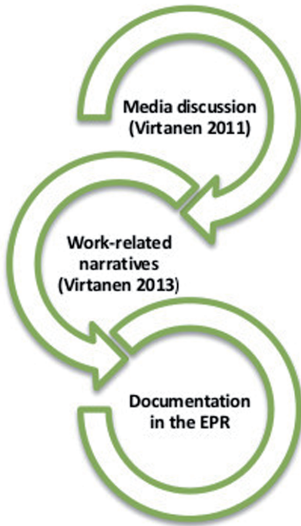 Media discussion
(Virtanen 2011)
Work-related
narratives
(Virtanen 2013)
Documentation
in the EPR